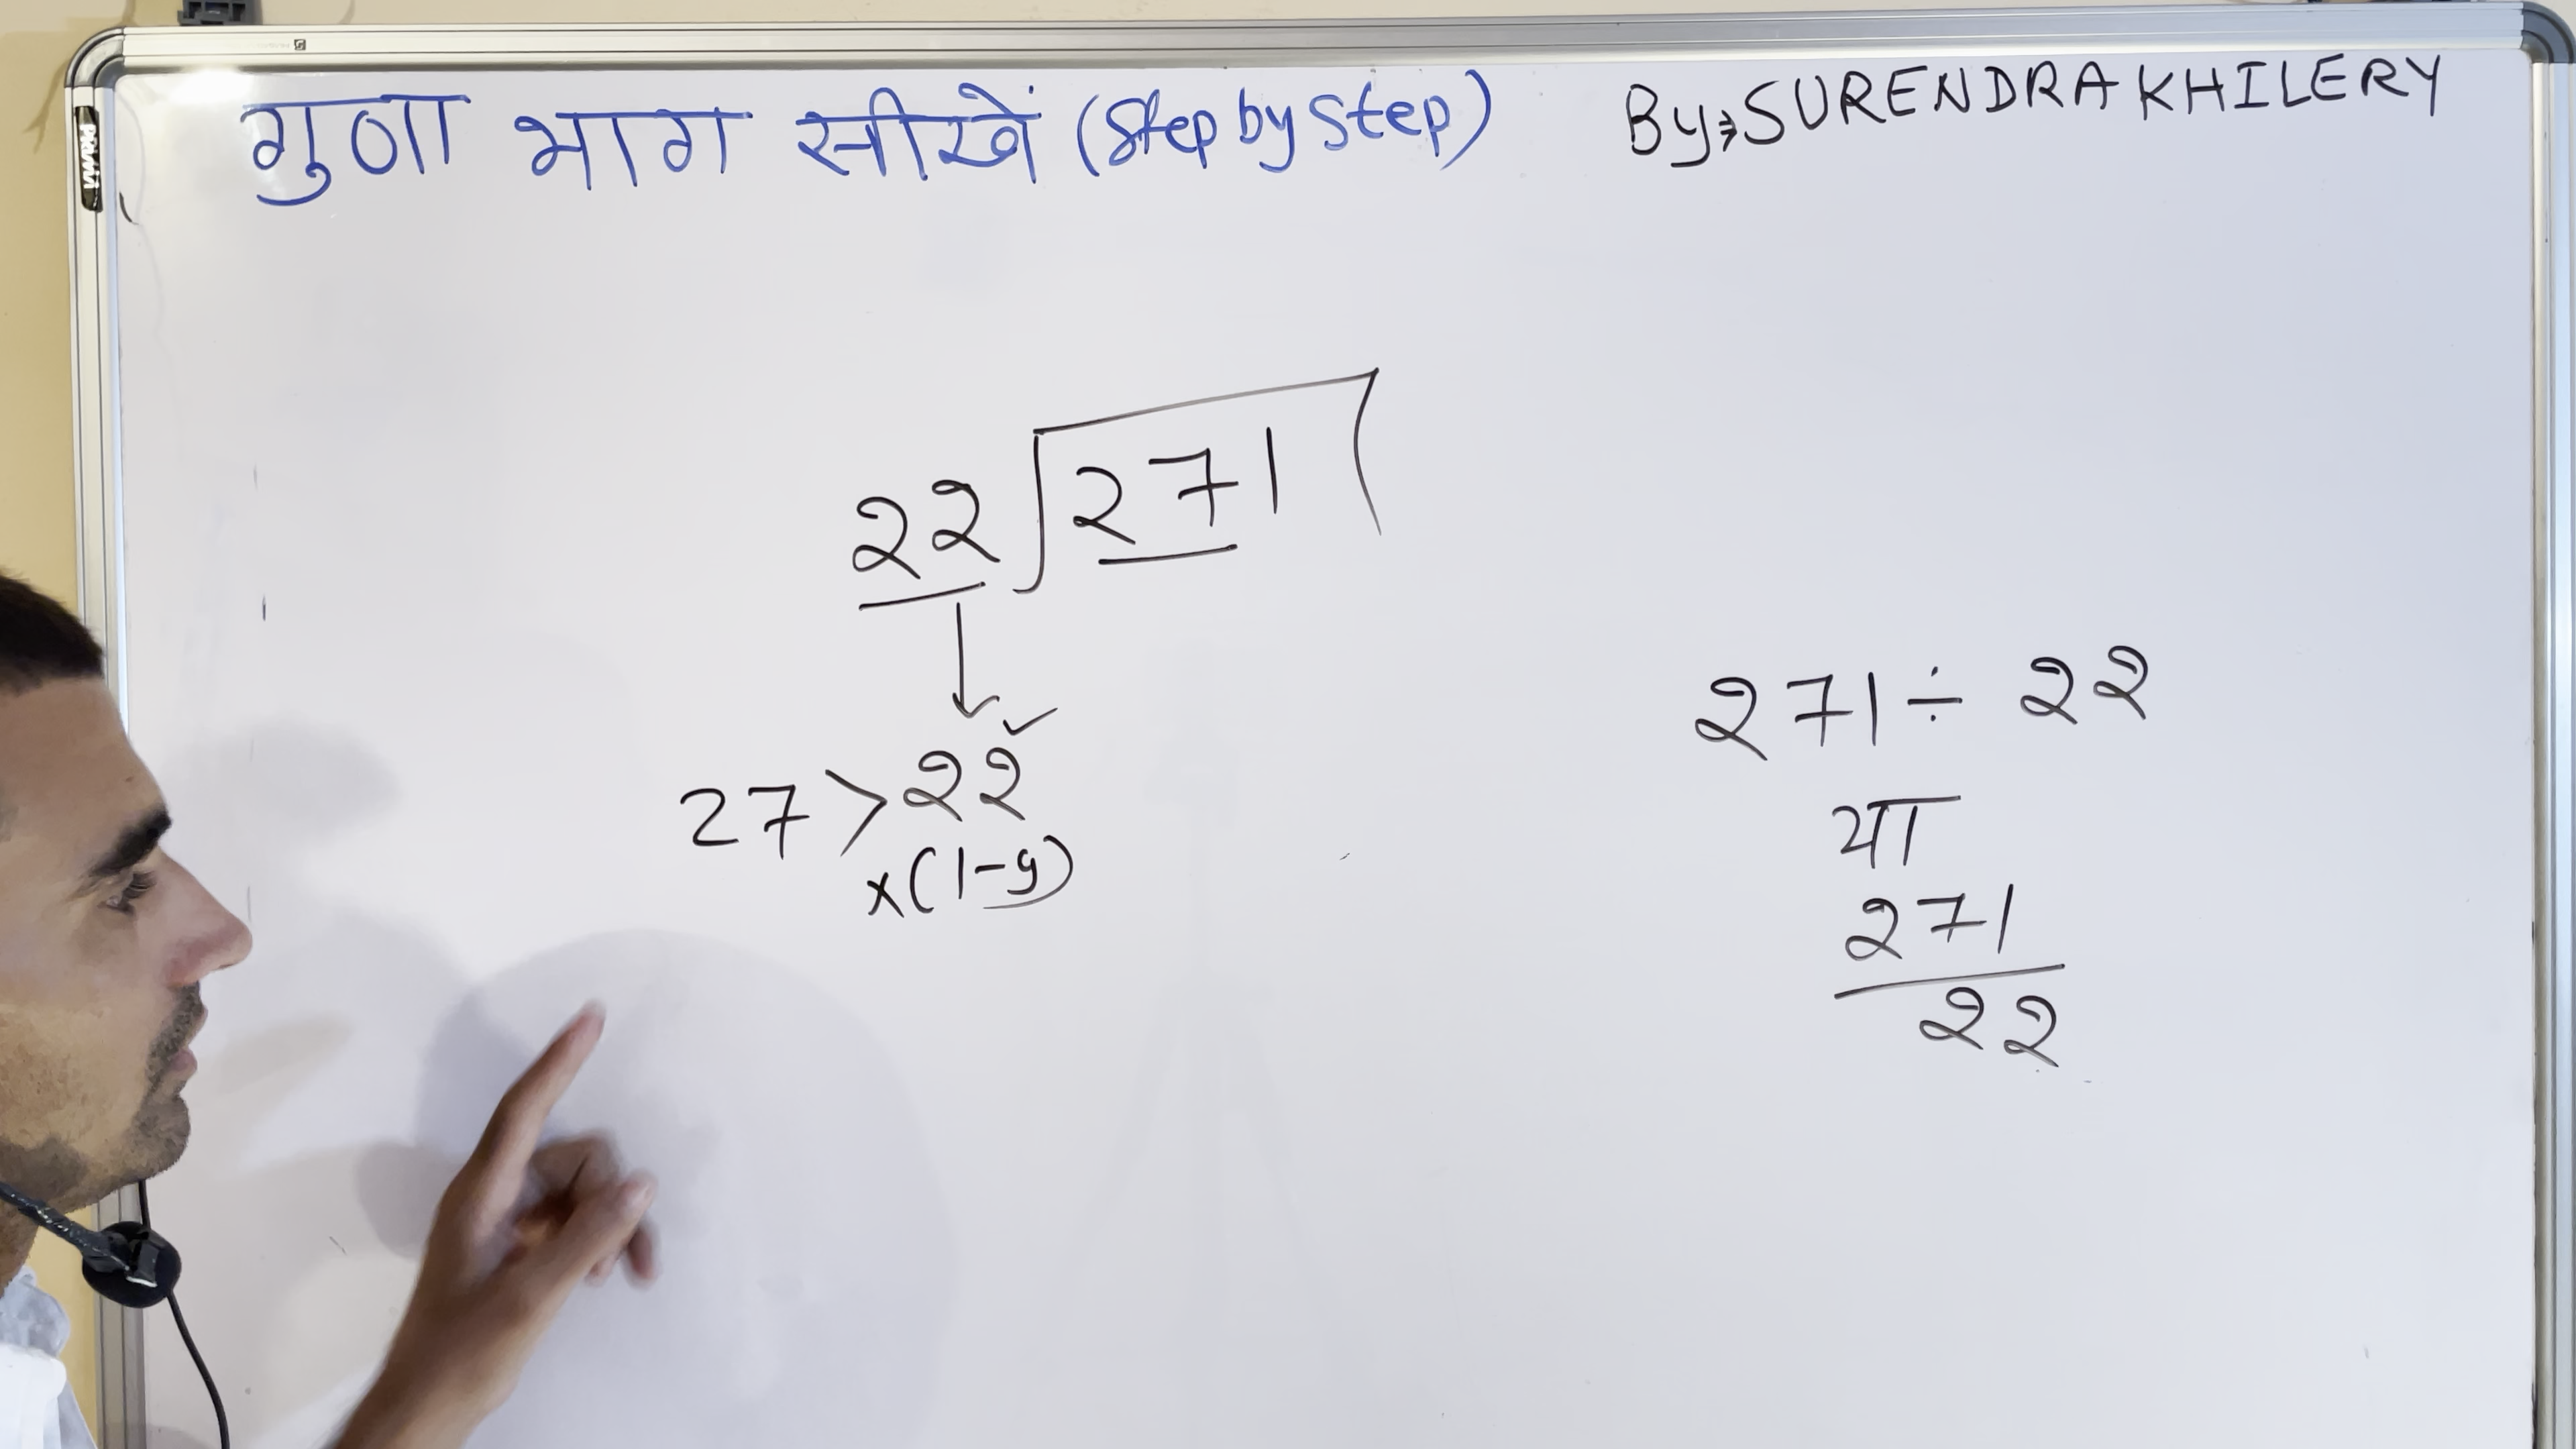 गुणा भाग सीखें (Step by Step) By→SURENDRA KHILERY
22 271
27 > 22 ✓
×(1-9)
271 ÷ 22
या
271
22